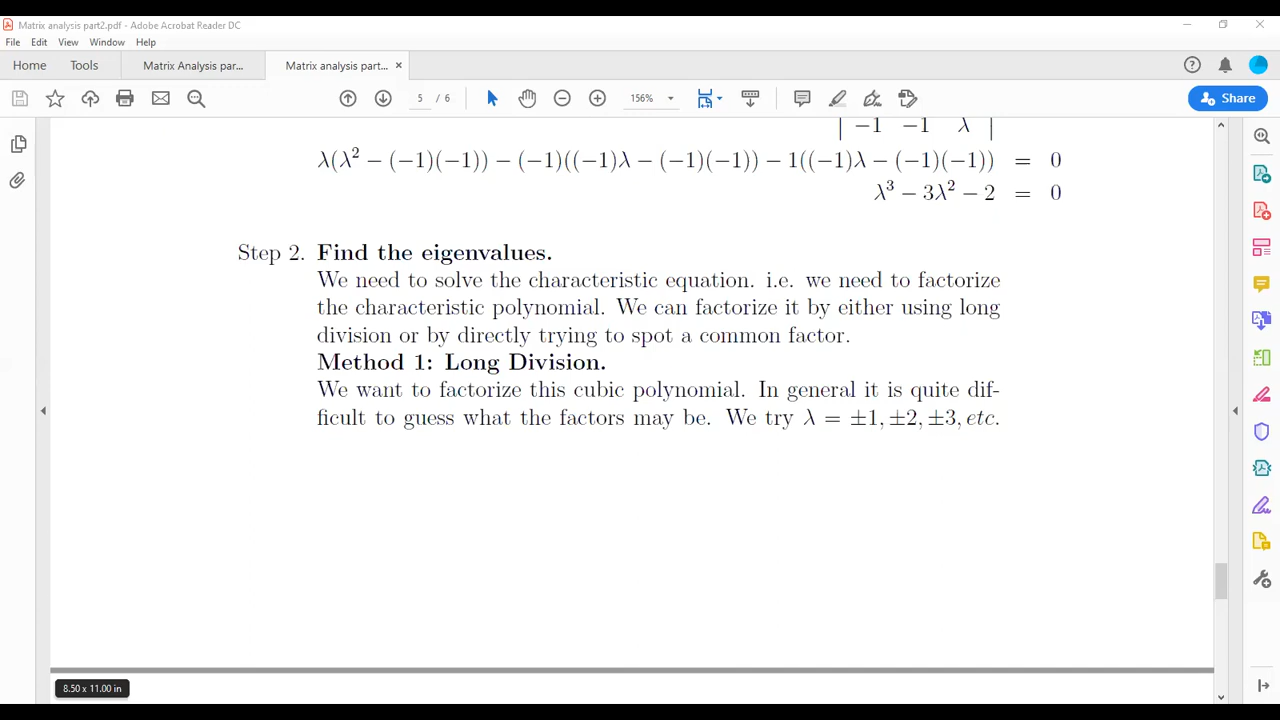 Matrix analysis part2.pdf - Adobe Acrobat Reader DC
File Edit View Window Help
Home Tools Matrix Analysis par... Matrix analysis part... ×
5 / 6 156% Share
| −1 −1 λ |
λ(λ² − (−1)(−1)) − (−1)((−1)λ − (−1)(−1)) − 1((−1)λ − (−1)(−1)) = 0
λ³ − 3λ² − 2 = 0
Step 2. Find the eigenvalues.
We need to solve the characteristic equation. i.e. we need to factorize
the characteristic polynomial. We can factorize it by either using long
division or by directly trying to spot a common factor.
Method 1: Long Division.
We want to factorize this cubic polynomial. In general it is quite dif-
ficult to guess what the factors may be. We try λ = ±1, ±2, ±3, etc.
8.50 x 11.00 in